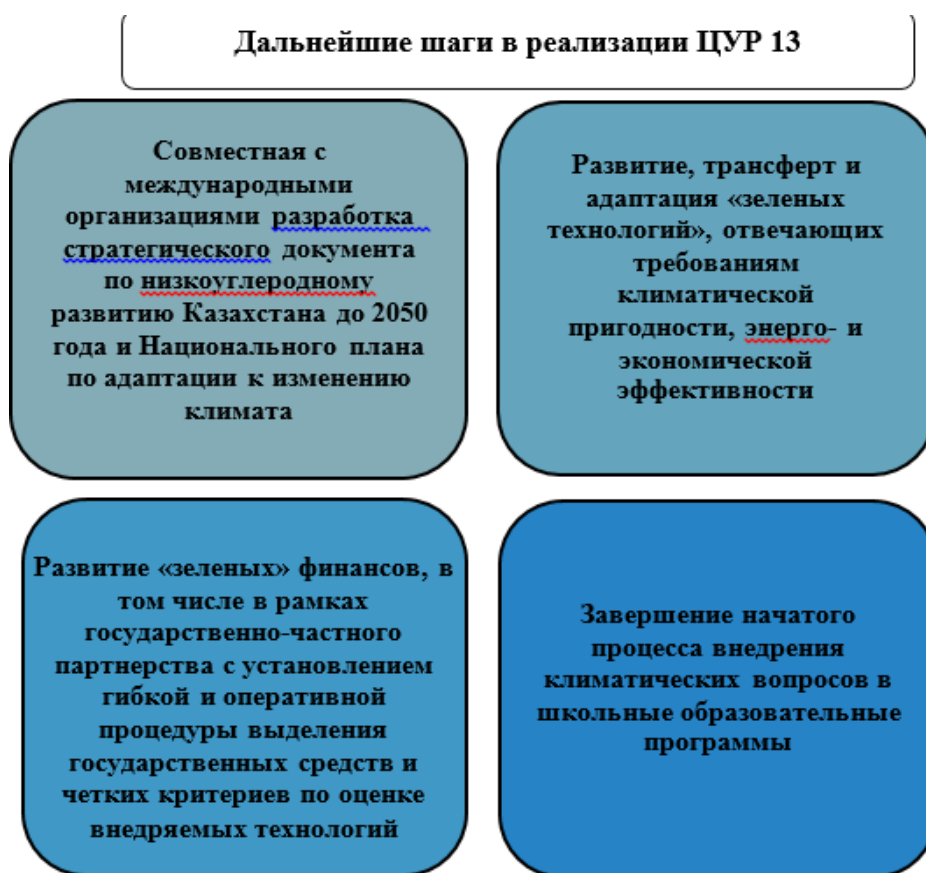 Дальнейшие шаги в реализации ЦУР 13
Совместная с
международными
организациями разработка
стратегического документа
по низкоуглеродному
развитию Казахстана до 2050
года и Национального плана
по адаптации к изменению
климата
Развитие, трансферт и
адаптация «зеленых
технологий», отвечающих
требованиям
климатической
пригодности, энерго- и
экономической
эффективности
Развитие «зеленых» финансов, в
том числе в рамках
государственно-частного
партнерства с установлением
гибкой и оперативной
процедуры выделения
государственных средств и
четких критериев по оценке
внедряемых технологий
Завершение начатого
процесса внедрения
климатических вопросов в
школьные образовательные
программы